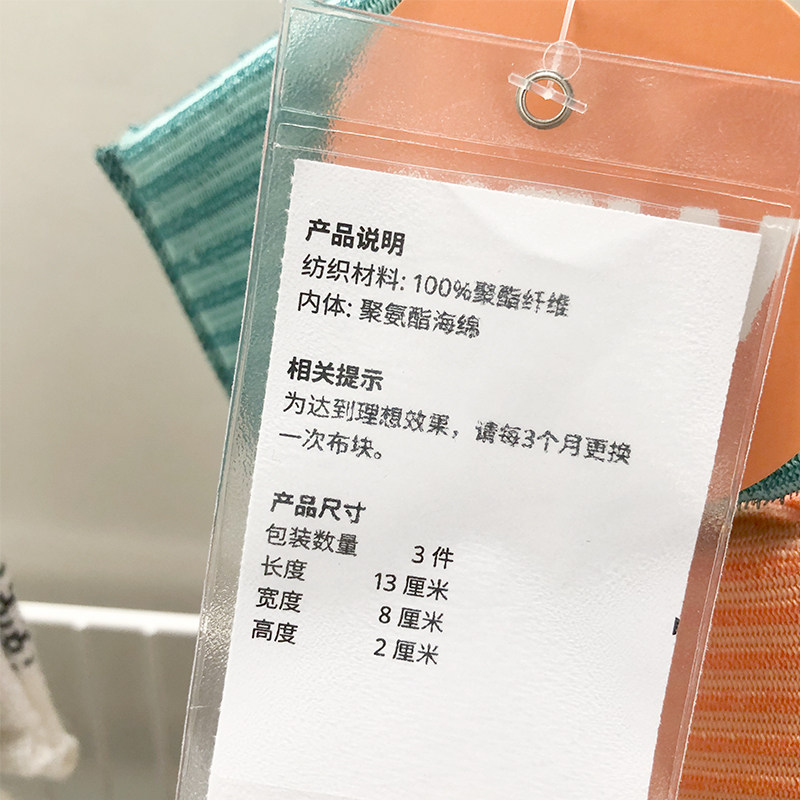 产品说明
纺织材料: 100%聚酯纤维
内体: 聚氨酯海绵
相关提示
为达到理想效果，请每3个月更换
一次布块。
产品尺寸
包装数量 3 件
长度 13 厘米
宽度 8 厘米
高度 2 厘米